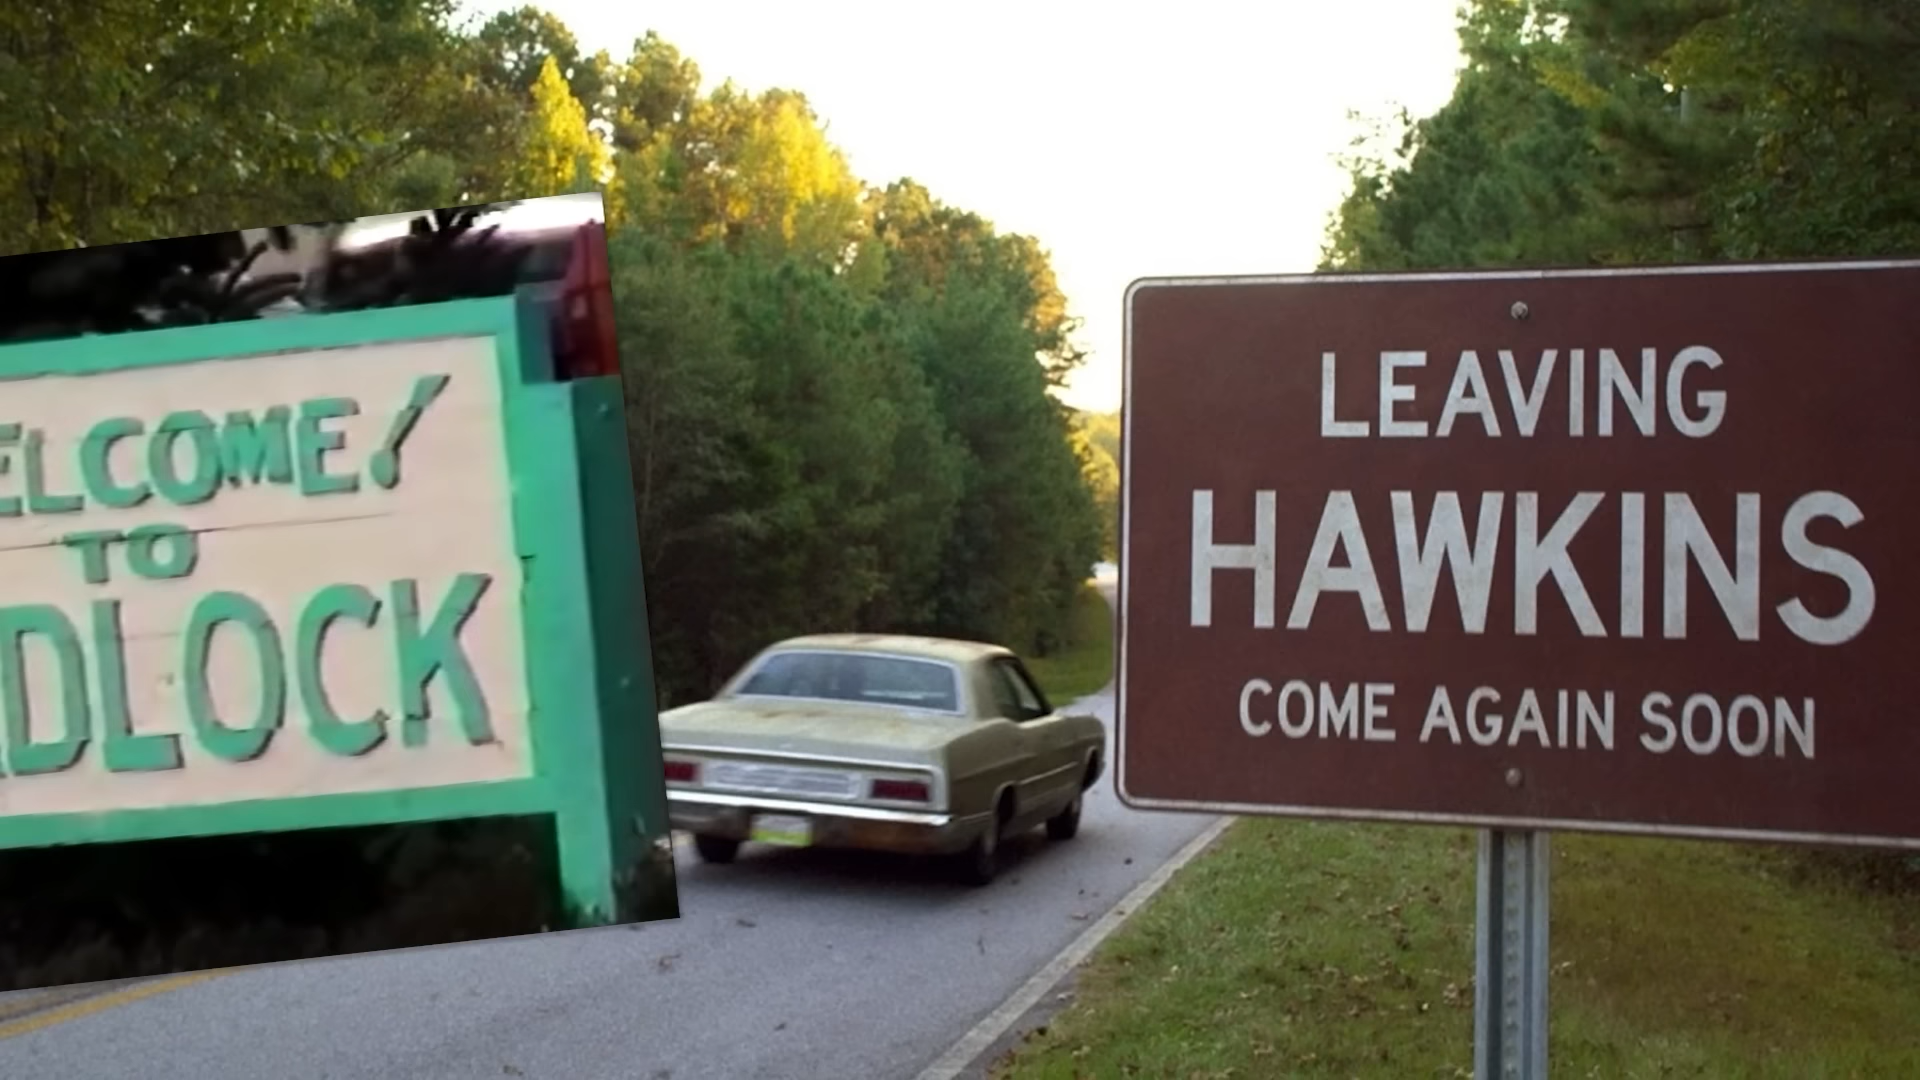 ELCOME!
TO
DLOCK
LEAVING
HAWKINS
COME AGAIN SOON